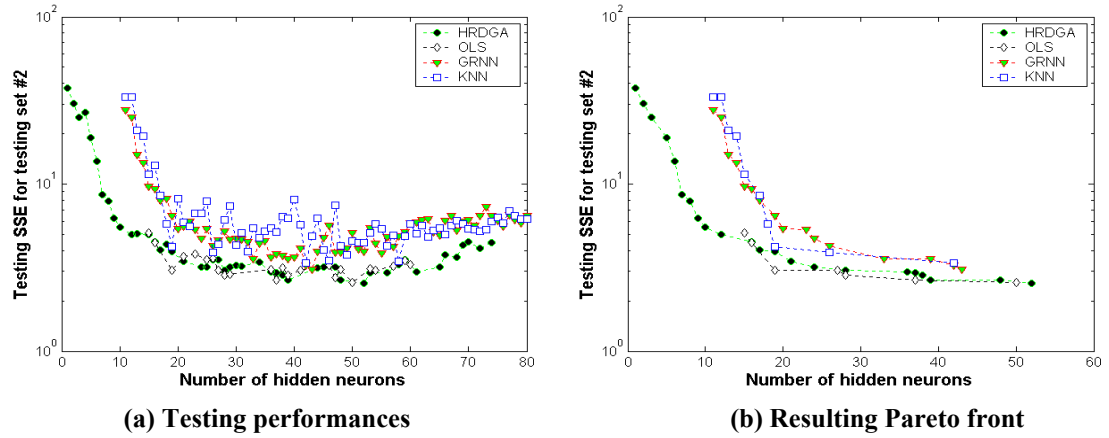 10²
10¹
10⁰
Testing SSE for testing set #2
HRDGA
OLS
GRNN
KNN
0 10 20 30 40 50 60 70 80
Number of hidden neurons
(a) Testing performances
10²
10¹
10⁰
Testing SSE for testing set #2
HRDGA
OLS
GRNN
KNN
0 10 20 30 40 50 60
Number of hidden neurons
(b) Resulting Pareto front